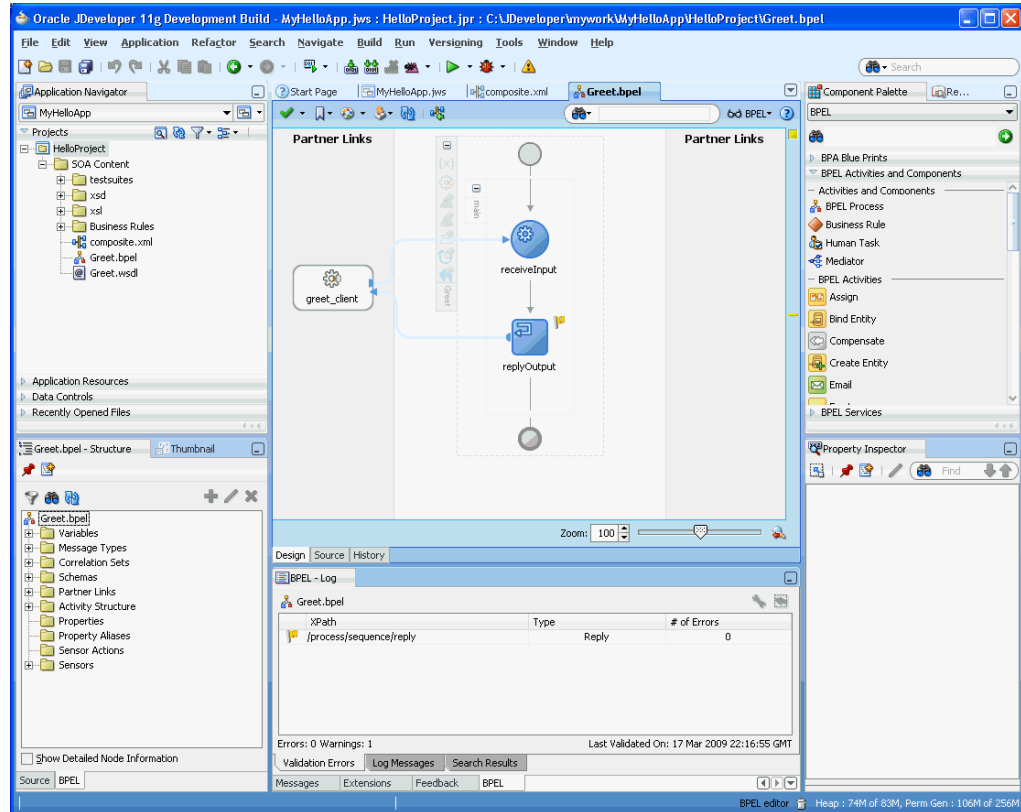 Oracle JDeveloper 11g Development Build - MyHelloApp.jws : HelloProject.jpr : C:\JDeveloper\mywork\MyHelloApp\HelloProject\Greet.bpel
File Edit View Application Refactor Search Navigate Build Run Versioning Tools Window Help
Search
Application Navigator
Start Page MyHelloApp.jws composite.xml Greet.bpel
Component Palette Re...
MyHelloApp
BPEL
BPEL
Projects
HelloProject
SOA Content
testsuites
xsd
xsl
Business Rules
composite.xml
Greet.bpel
Greet.wsdl
Application Resources
Data Controls
Recently Opened Files
Partner Links
Partner Links
main
receiveInput
greet_client
Greet
replyOutput
Zoom: 100
Design Source History
BPA Blue Prints
BPEL Activities and Components
Activities and Components
BPEL Process
Business Rule
Human Task
Mediator
BPEL Activities
Assign
Bind Entity
Compensate
Create Entity
Email
BPEL Services
Greet.bpel - Structure Thumbnail
Greet.bpel
Variables
Message Types
Correlation Sets
Schemas
Partner Links
Activity Structure
Properties
Property Aliases
Sensor Actions
Sensors
Show Detailed Node Information
Source BPEL
BPEL - Log
Greet.bpel
XPath Type # of Errors
/process/sequence/reply Reply 0
Errors: 0 Warnings: 1 Last Validated On: 17 Mar 2009 22:16:55 GMT
Validation Errors Log Messages Search Results
Messages Extensions Feedback BPEL
Property Inspector
Find
BPEL editor Heap : 74M of 83M, Perm Gen : 106M of 256M